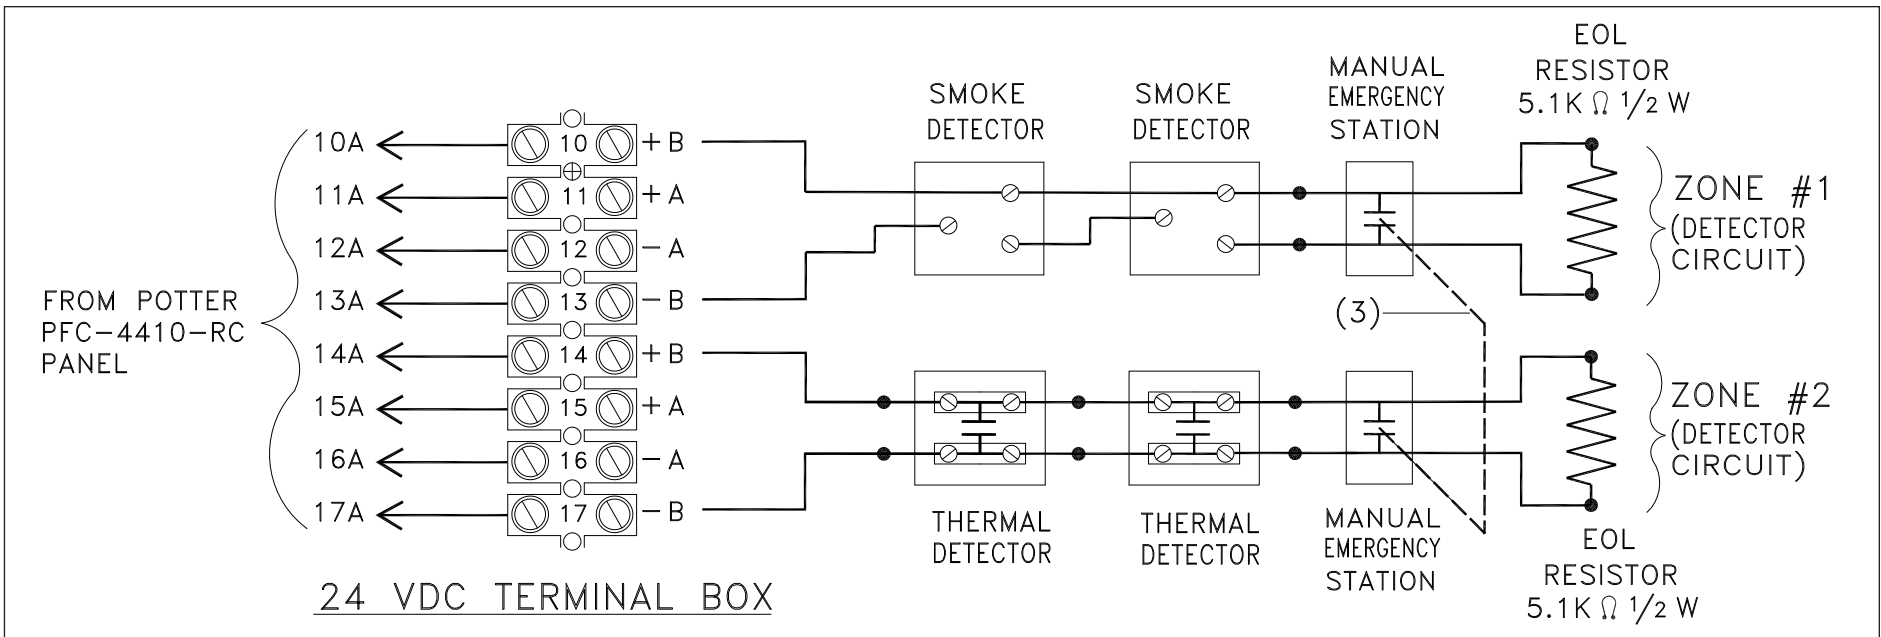 EOL
RESISTOR
5.1K Ω 1/2 W
MANUAL
EMERGENCY
STATION
SMOKE
DETECTOR
SMOKE
DETECTOR
10A 10 +B
11A 11 +A
12A 12 -A
13A 13 -B
14A 14 +B
15A 15 +A
16A 16 -A
17A 17 -B
FROM POTTER
PFC-4410-RC
PANEL
ZONE #1
(DETECTOR
CIRCUIT)
(3)
ZONE #2
(DETECTOR
CIRCUIT)
THERMAL
DETECTOR
THERMAL
DETECTOR
MANUAL
EMERGENCY
STATION
EOL
RESISTOR
5.1K Ω 1/2 W
24 VDC TERMINAL BOX